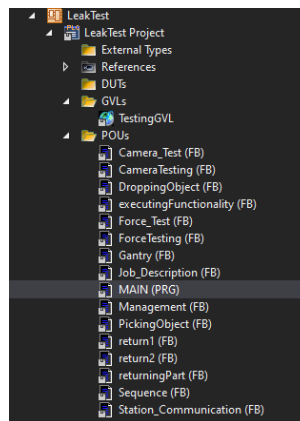 LeakTest
LeakTest Project
External Types
References
DUTs
GVLs
TestingGVL
POUs
Camera_Test (FB)
CameraTesting (FB)
DroppingObject (FB)
executingFunctionality (FB)
Force_Test (FB)
ForceTesting (FB)
Gantry (FB)
Job_Description (FB)
MAIN (PRG)
Management (FB)
PickingObject (FB)
return1 (FB)
return2 (FB)
returningPart (FB)
Sequence (FB)
Station_Communication (FB)